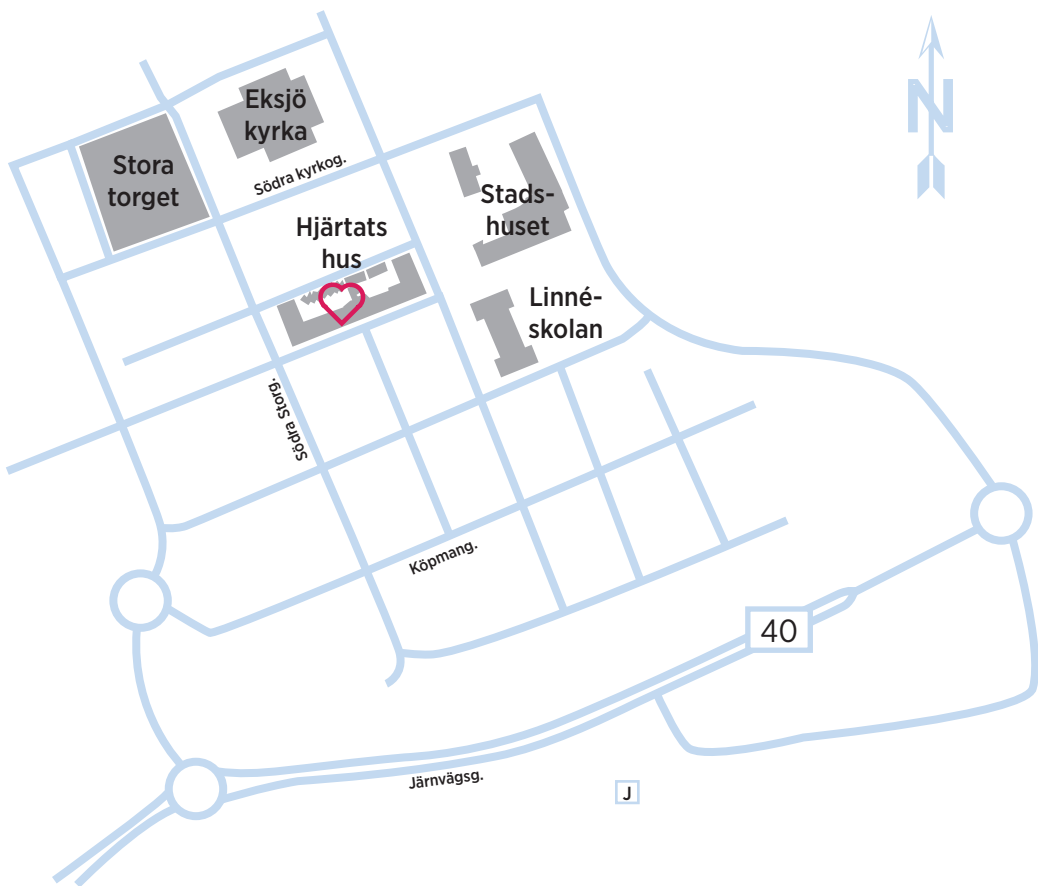 Eksjö
kyrka
N
Stora
torget
Södra kyrkog.
Stads-
huset
Hjärtats
hus
Linné-
skolan
Södra Storg.
Köpmang.
40
Järnvägsg.
J